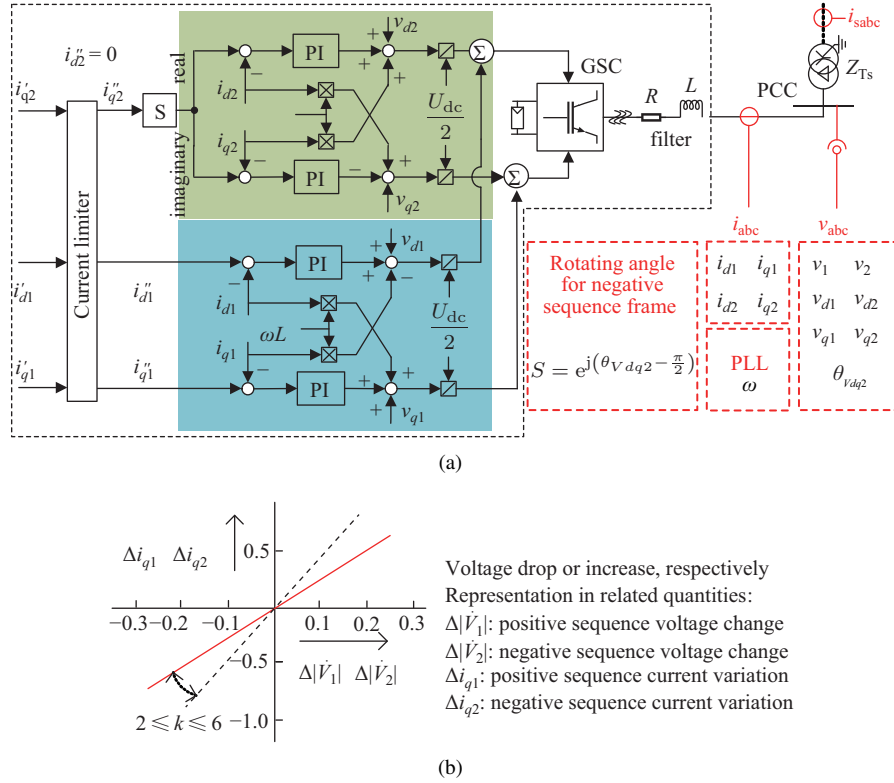 i''d2 = 0
i'q2
i''q2
S
real
imaginary
Current limiter
i'd1
i''d1
i'q1
i''q1
vd2
PI
+
+
+
−
id2
iq2
−
PI
−
+
vq2
Udc
2
Σ
Σ
vd1
+
PI
+
−
−
id1
ωL
iq1
−
PI
+
+
vq1
Udc
2
GSC
R
L
filter
PCC
isabc
ZTs
iabc
vabc
Rotating angle
for negative
sequence frame
S = e^j(θVdq2−π/2)
id1 iq1
id2 iq2
PLL
ω
v1 v2
vd1 vd2
vq1 vq2
θVdq2
(a)
Δiq1 Δiq2
0.5
0
−0.3 −0.2 −0.1
0.1 0.2 0.3
−0.5
−1.0
Δ|V̇1| Δ|V̇2|
2 ⩽ k ⩽ 6
Voltage drop or increase, respectively
Representation in related quantities:
Δ|V̇1|: positive sequence voltage change
Δ|V̇2|: negative sequence voltage change
Δiq1: positive sequence current variation
Δiq2: negative sequence current variation
(b)